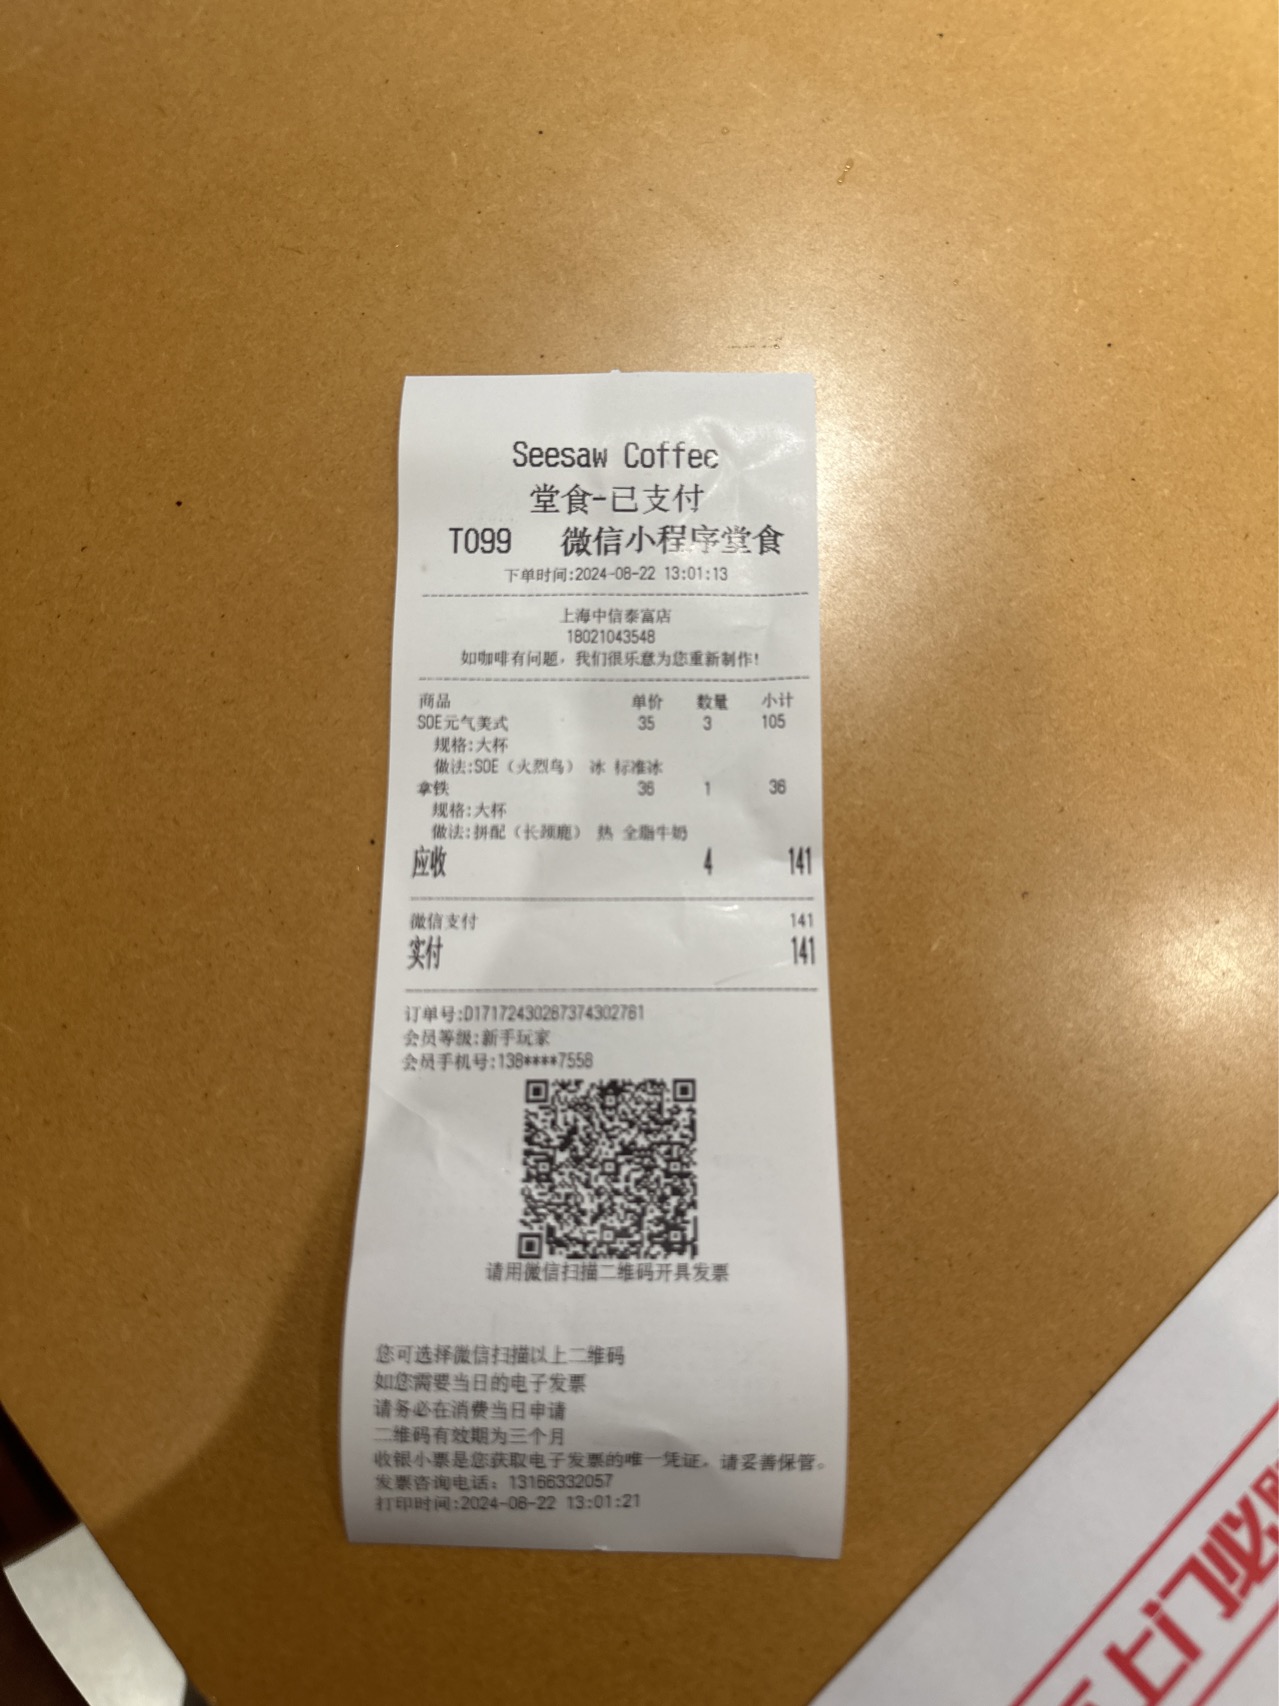 Seesaw Coffee
堂食-已支付
T099 微信小程序堂食
下单时间:2024-08-22 13:01:13
上海中信泰富店
18021043548
如咖啡有问题，我们很乐意为您重新制作！
商品 单价 数量 小计
SOE元气美式 35 3 105
规格:大杯
做法:SOE（火烈鸟） 冰 标准冰
拿铁 36 1 36
规格:大杯
做法:拼配（长颈鹿） 热 全脂牛奶
应收 4 141
微信支付 141
实付 141
订单号:D17172430287374302781
会员等级:新手玩家
会员手机号:138****7558
请用微信扫描二维码开具发票
您可选择微信扫描以上二维码
如您需要当日的电子发票
请务必在消费当日申请
二维码有效期为三个月
收银小票是您获取电子发票的唯一凭证，请妥善保管。
发票咨询电话：13166332057
打印时间:2024-08-22 13:01:21
上门必